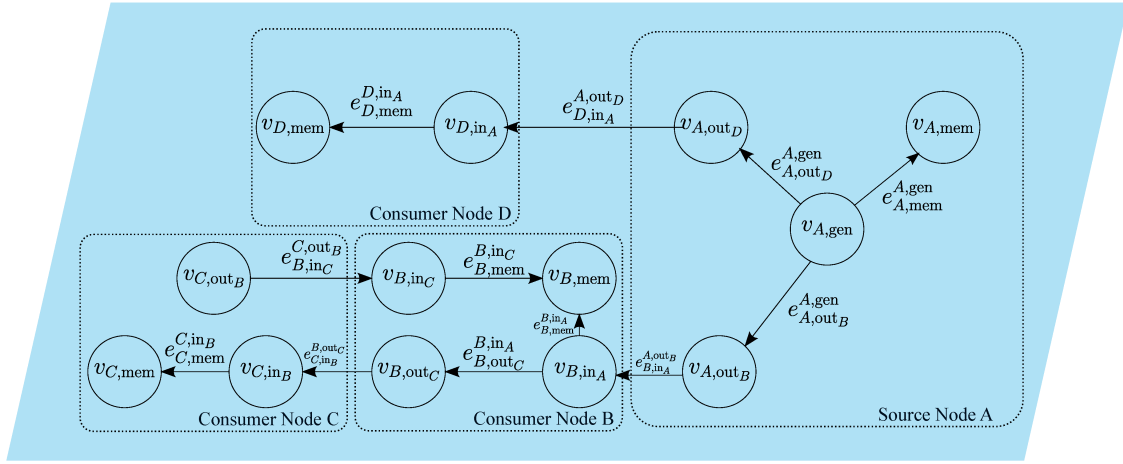 v_{D,mem}
e^{D,in_A}_{D,mem}
v_{D,in_A}
e^{A,out_D}_{D,in_A}
v_{A,out_D}
v_{A,mem}
e^{A,gen}_{A,out_D}
e^{A,gen}_{A,mem}
Consumer Node D
v_{A,gen}
v_{C,out_B}
e^{C,out_B}_{B,in_C}
v_{B,in_C}
e^{B,in_C}_{B,mem}
v_{B,mem}
e^{A,gen}_{A,out_B}
e^{B,in_A}_{B,mem}
v_{C,mem}
e^{C,in_B}_{C,mem}
v_{C,in_B}
e^{B,out_C}_{C,in_B}
v_{B,out_C}
e^{B,in_A}_{B,out_C}
v_{B,in_A}
e^{A,out_B}_{B,in_A}
v_{A,out_B}
Consumer Node C
Consumer Node B
Source Node A